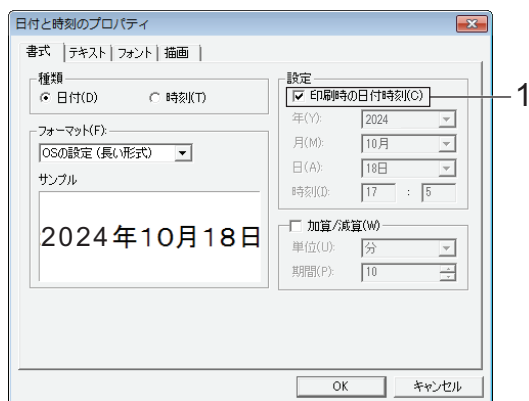 日付と時刻のプロパティ
書式 テキスト フォント 描画
種類
日付(D) 時刻(T)
フォーマット(F):
OSの設定 (長い形式)
サンプル
2024年10月18日
設定
印刷時の日付時刻(C)
1
年(Y): 2024
月(M): 10月
日(A): 18日
時刻(I): 17 : 5
加算/減算(W)
単位(U): 分
期間(P): 10
OK キャンセル